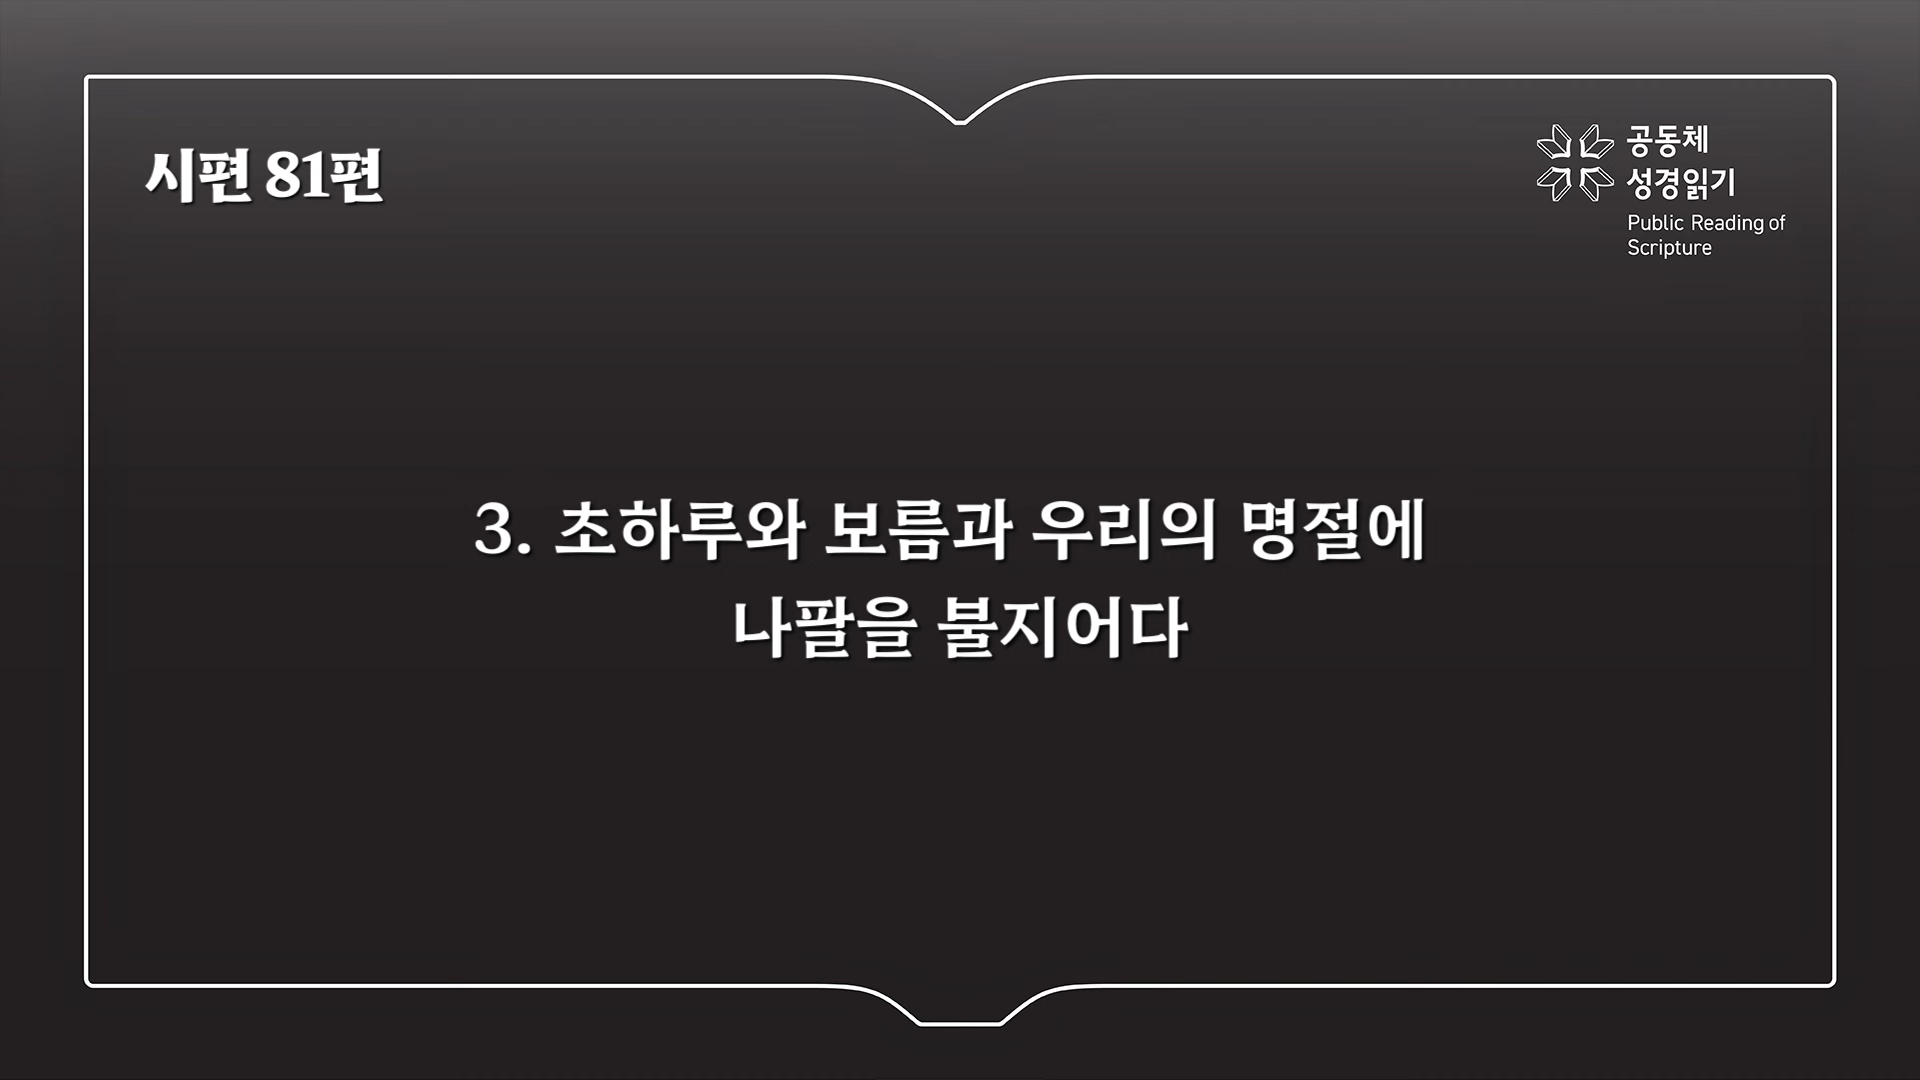 시편 81편
공동체
성경읽기
Public Reading of
Scripture
3. 초하루와 보름과 우리의 명절에
나팔을 불지어다